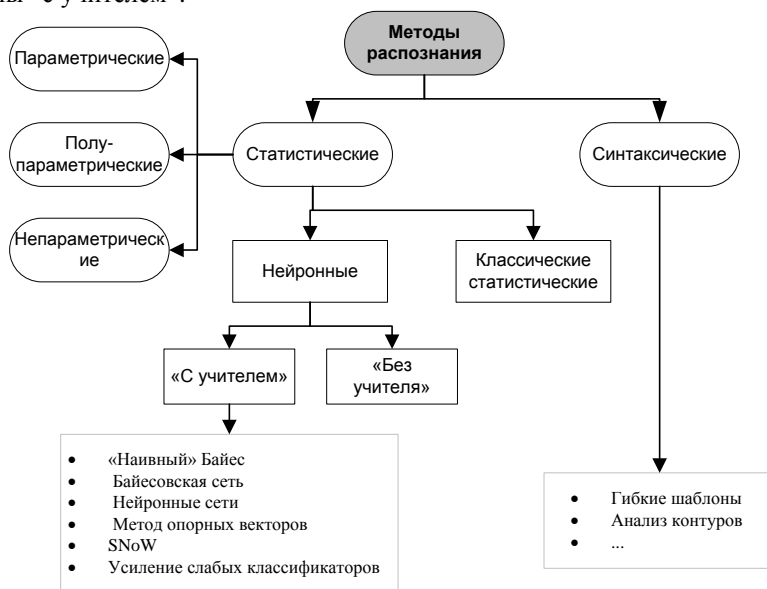 ны "с учителем".
Методы
распознания
Параметрические
Полу-
параметрические
Статистические
Синтаксические
Непараметрическ
ие
Нейронные
Классические
статистические
«С учителем»
«Без
учителя»
• «Наивный» Байес
• Байесовская сеть
• Нейронные сети
• Метод опорных векторов
• SNoW
• Усиление слабых классификаторов
• Гибкие шаблоны
• Анализ контуров
• ...